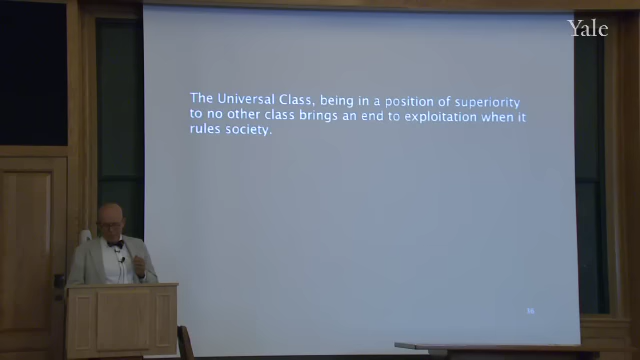 Yale
The Universal Class, being in a position of superiority
to no other class brings an end to exploitation when it
rules society.